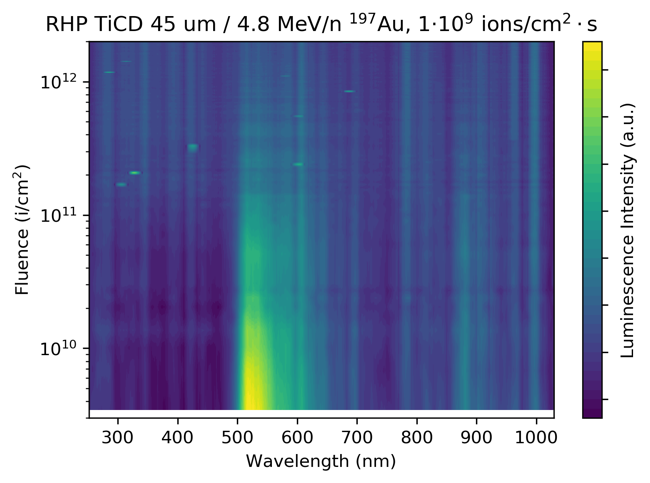 RHP TiCD 45 um / 4.8 MeV/n ¹⁹⁷Au, 1·10⁹ ions/cm² · s
10¹²
10¹¹
10¹⁰
Fluence (i/cm²)
300 400 500 600 700 800 900 1000
Wavelength (nm)
Luminescence Intensity (a.u.)